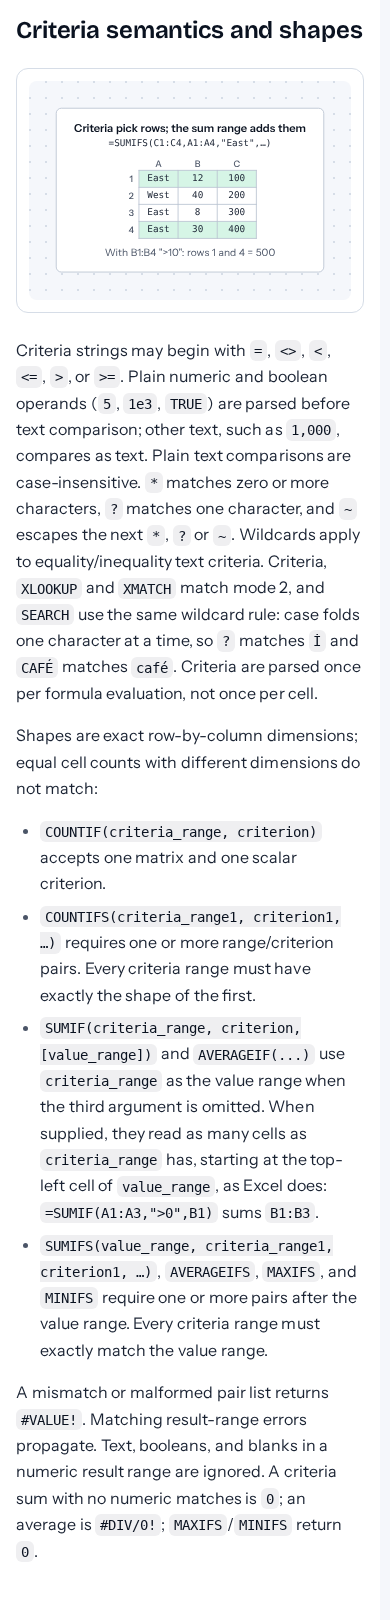 Criteria semantics and shapes
Criteria pick rows; the sum range adds them
=SUMIFS(C1:C4,A1:A4,"East",…)
A B C
1 East 12 100
2 West 40 200
3 East 8 300
4 East 30 400
With B1:B4 ">10": rows 1 and 4 = 500
Criteria strings may begin with =, <>, <,
<=, >, or >=. Plain numeric and boolean
operands (5, 1e3, TRUE) are parsed before
text comparison; other text, such as 1,000,
compares as text. Plain text comparisons are
case-insensitive. * matches zero or more
characters, ? matches one character, and ~
escapes the next *, ? or ~. Wildcards apply
to equality/inequality text criteria. Criteria,
XLOOKUP and XMATCH match mode 2, and
SEARCH use the same wildcard rule: case folds
one character at a time, so ? matches İ and
CAFÉ matches café. Criteria are parsed once
per formula evaluation, not once per cell.
Shapes are exact row-by-column dimensions;
equal cell counts with different dimensions do
not match:
• COUNTIF(criteria_range, criterion)
accepts one matrix and one scalar
criterion.
• COUNTIFS(criteria_range1, criterion1,
…) requires one or more range/criterion
pairs. Every criteria range must have
exactly the shape of the first.
• SUMIF(criteria_range, criterion,
[value_range]) and AVERAGEIF(...) use
criteria_range as the value range when
the third argument is omitted. When
supplied, they read as many cells as
criteria_range has, starting at the top-
left cell of value_range, as Excel does:
=SUMIF(A1:A3,">0",B1) sums B1:B3.
• SUMIFS(value_range, criteria_range1,
criterion1, …), AVERAGEIFS, MAXIFS, and
MINIFS require one or more pairs after the
value range. Every criteria range must
exactly match the value range.
A mismatch or malformed pair list returns
#VALUE!. Matching result-range errors
propagate. Text, booleans, and blanks in a
numeric result range are ignored. A criteria
sum with no numeric matches is 0; an
average is #DIV/0!; MAXIFS/MINIFS return
0.